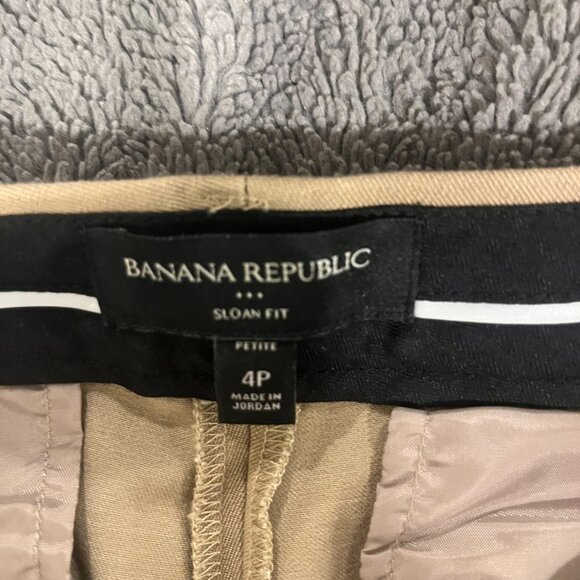 BANANA REPUBLIC
SLOAN FIT
PETITE
4P
MADE IN
JORDAN